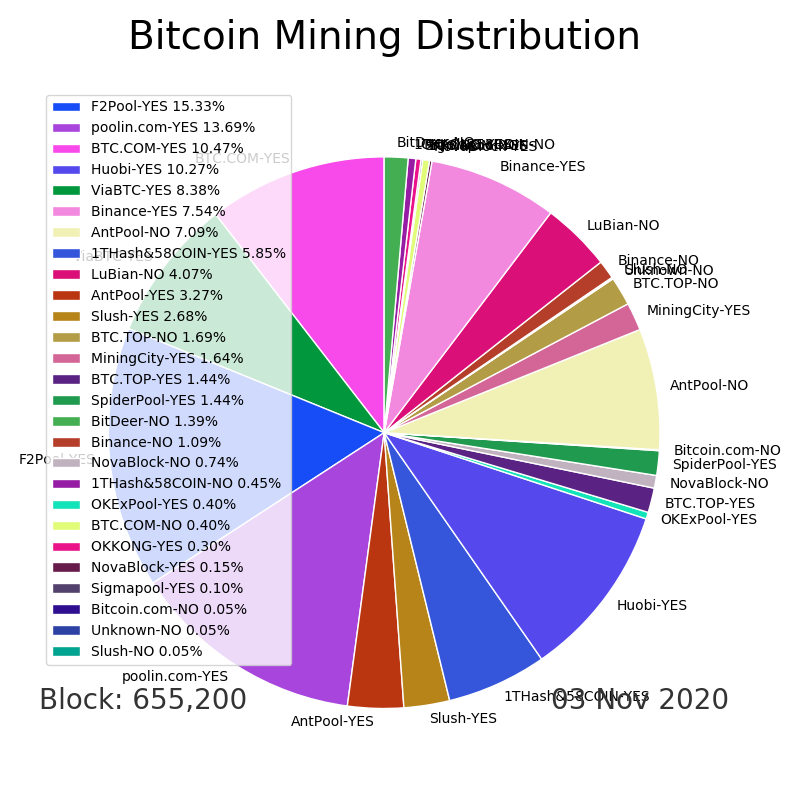 Bitcoin Mining Distribution
F2Pool-YES 15.33%
poolin.com-YES 13.69%
BTC.COM-YES 10.47%
Huobi-YES 10.27%
ViaBTC-YES 8.38%
Binance-YES 7.54%
AntPool-NO 7.09%
1THash&58COIN-YES 5.85%
LuBian-NO 4.07%
AntPool-YES 3.27%
Slush-YES 2.68%
BTC.TOP-NO 1.69%
MiningCity-YES 1.64%
BTC.TOP-YES 1.44%
SpiderPool-YES 1.44%
BitDeer-NO 1.39%
Binance-NO 1.09%
NovaBlock-NO 0.74%
1THash&58COIN-NO 0.45%
OKExPool-YES 0.40%
BTC.COM-NO 0.40%
OKKONG-YES 0.30%
NovaBlock-YES 0.15%
Sigmapool-YES 0.10%
Bitcoin.com-NO 0.05%
Unknown-NO 0.05%
Slush-NO 0.05%
BTC.COM-YES
ViaBTC-YES
F2Pool-YES
poolin.com-YES
AntPool-YES
Slush-YES
1THash&58COIN-YES
Huobi-YES
OKExPool-YES
BTC.TOP-YES
NovaBlock-NO
SpiderPool-YES
Bitcoin.com-NO
AntPool-NO
MiningCity-YES
BTC.TOP-NO
Unknown-NO
Slush-NO
Binance-NO
LuBian-NO
Binance-YES
BitDeer-NO
Block: 655,200
03 Nov 2020